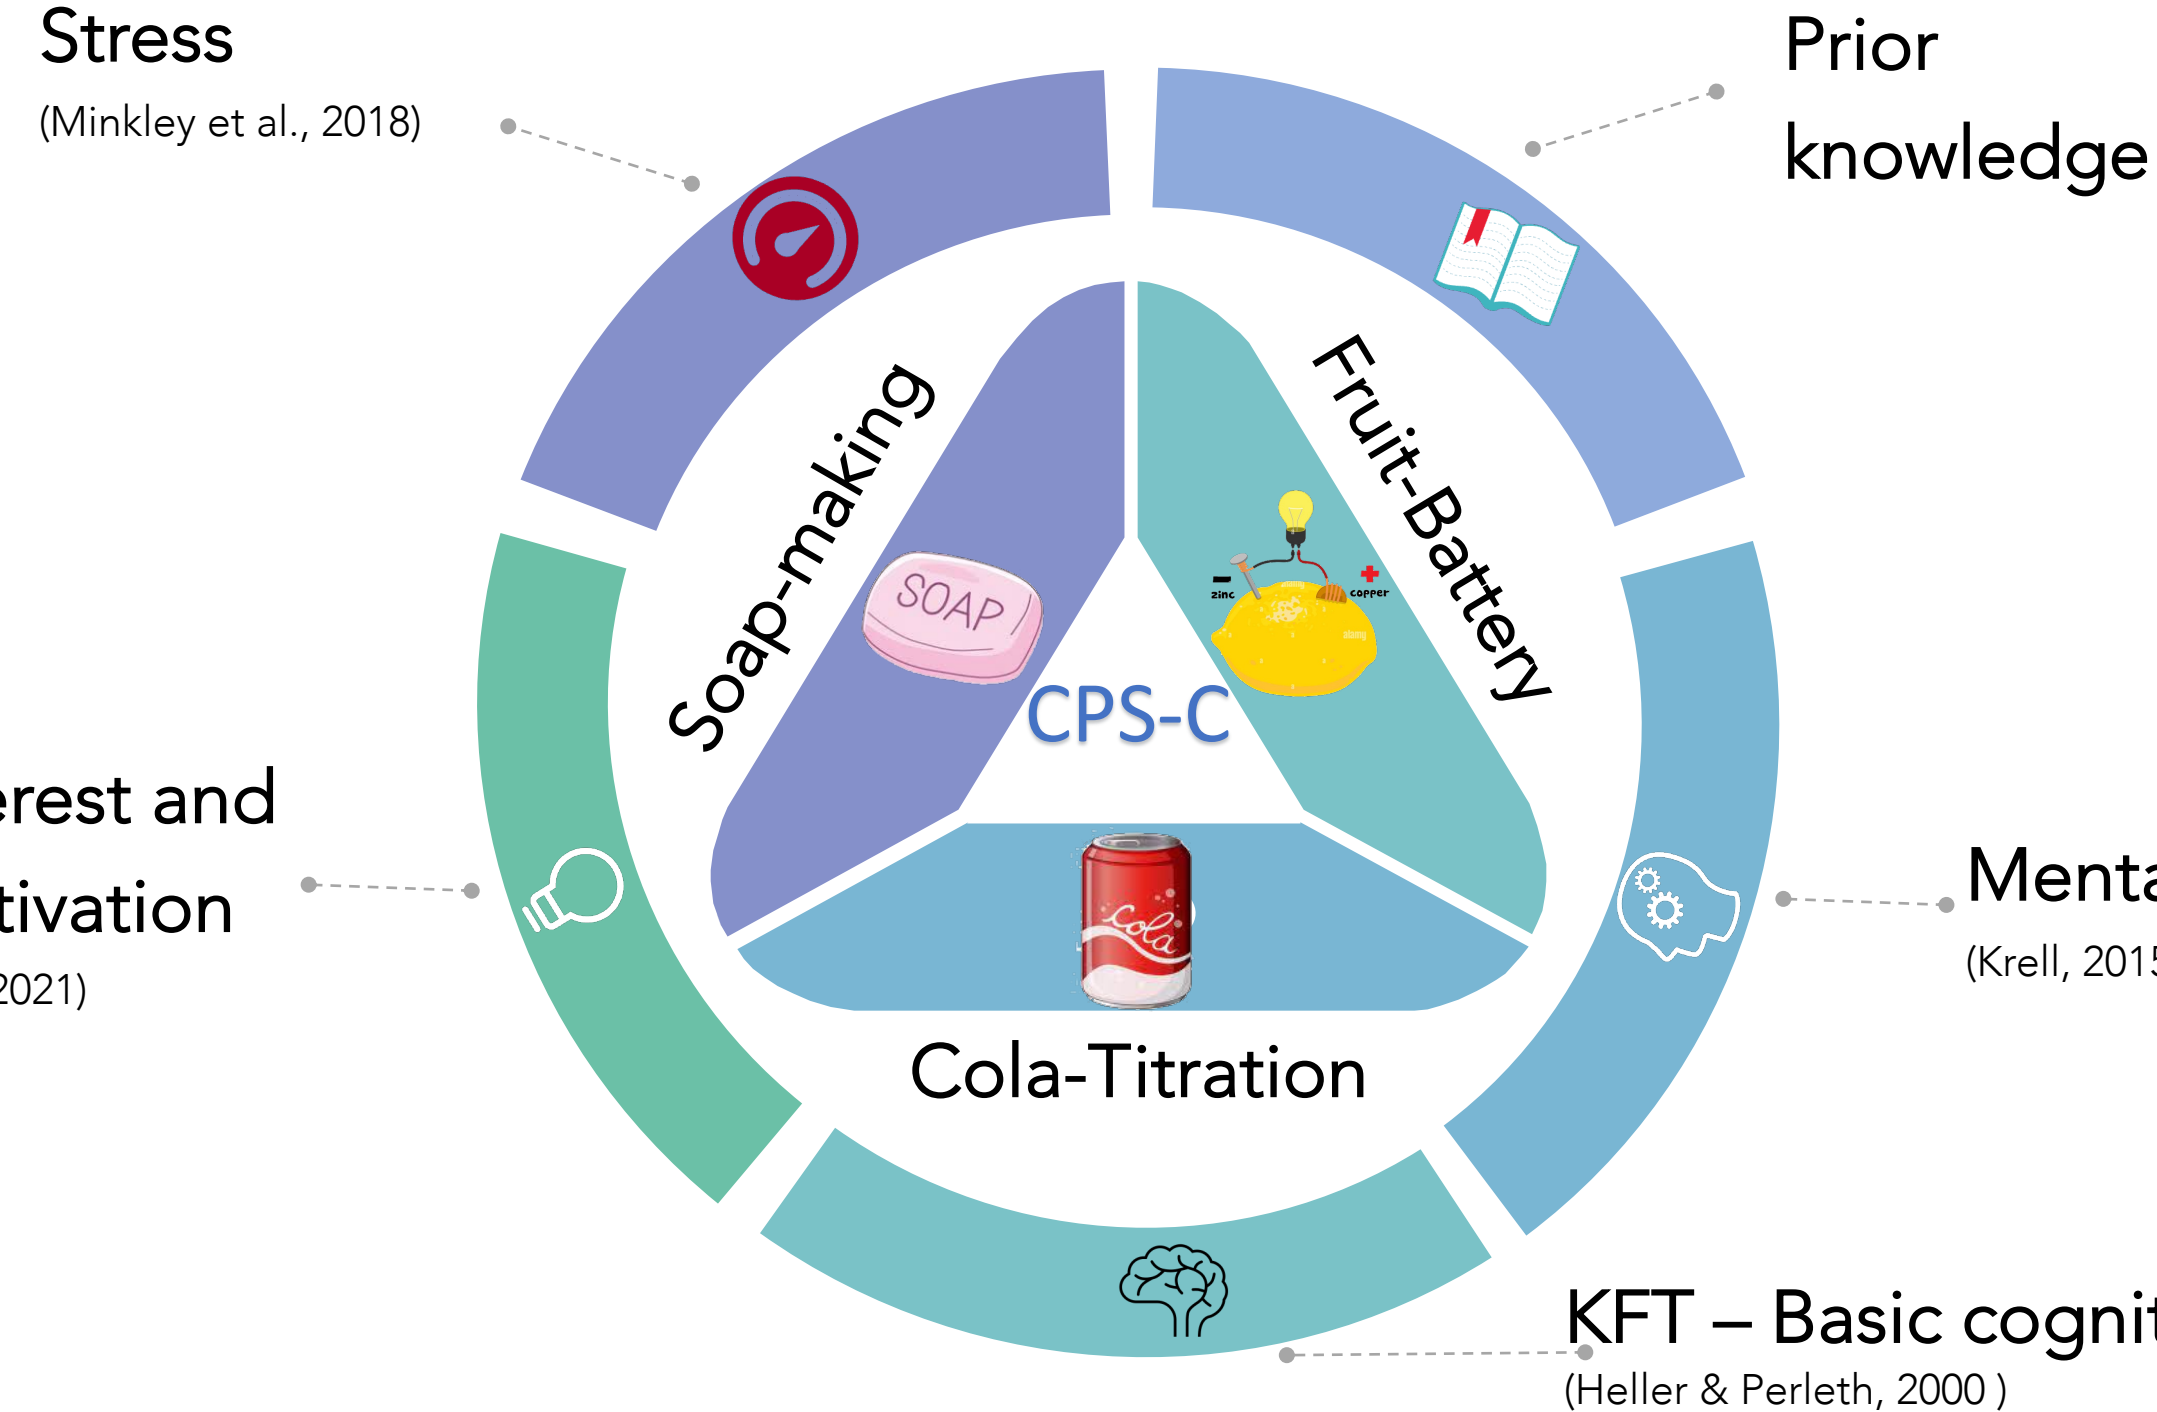 Stress
(Minkley et al., 2018)
Prior
knowledge
Soap-making
Fruit-Battery
SOAP
zinc
copper
CPS-C
erest and
tivation
2021)
Menta
(Krell, 2015
cola
Cola-Titration
KFT – Basic cognit
(Heller & Perleth, 2000 )